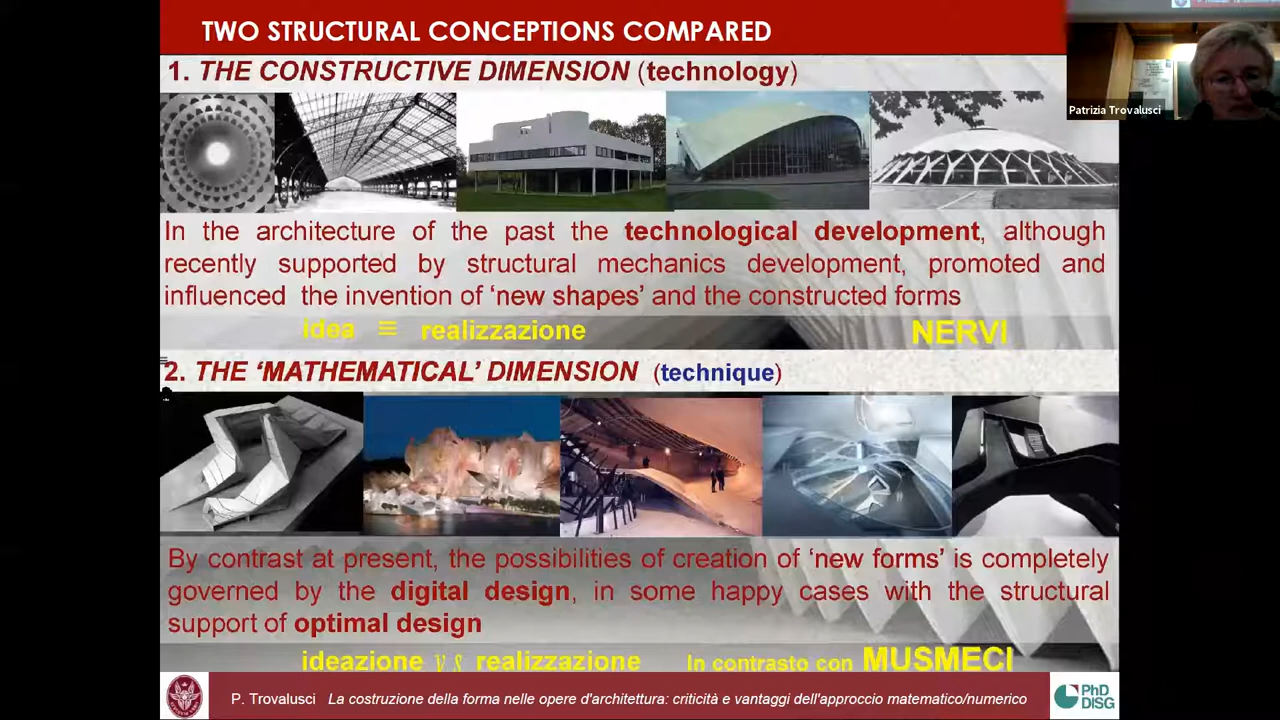 TWO STRUCTURAL CONCEPTIONS COMPARED
Patrizia Trovalusci
1. THE CONSTRUCTIVE DIMENSION (technology)
In the architecture of the past the technological development, although
recently supported by structural mechanics development, promoted and
influenced the invention of ‘new shapes’ and the constructed forms
idea ≡ realizzazione NERVI
2. THE ‘MATHEMATICAL’ DIMENSION (technique)
By contrast at present, the possibilities of creation of ‘new forms’ is completely
governed by the digital design, in some happy cases with the structural
support of optimal design
ideazione vs realizzazione In contrasto con MUSMECI
P. Trovalusci La costruzione della forma nelle opere d'architettura: criticità e vantaggi dell'approccio matematico/numerico
PhD
DISG